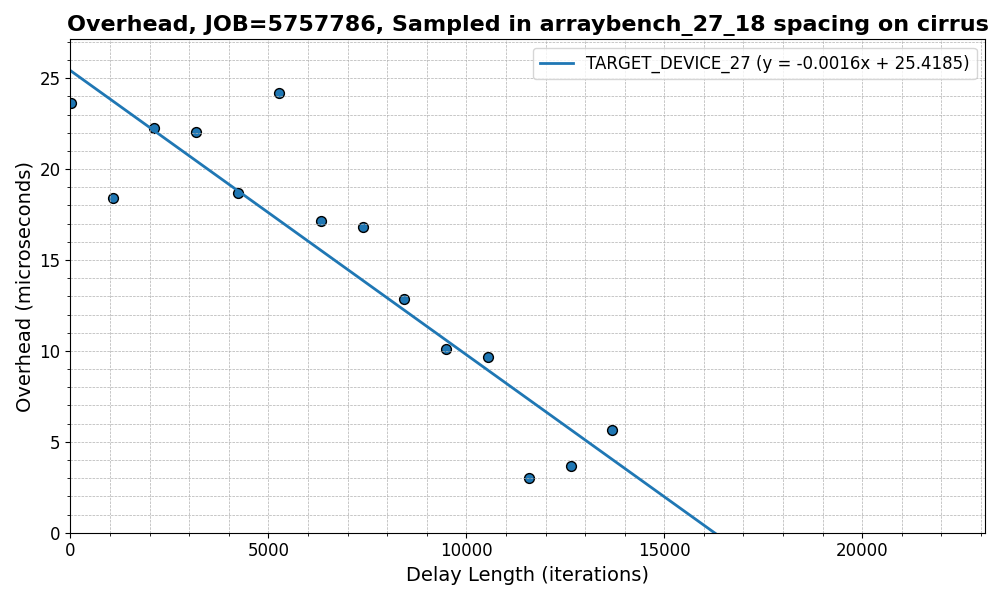 Overhead, JOB=5757786, Sampled in arraybench_27_18 spacing on cirrus
TARGET_DEVICE_27 (y = -0.0016x + 25.4185)
Overhead (microseconds)
25
20
15
10
5
0
0 5000 10000 15000 20000
Delay Length (iterations)